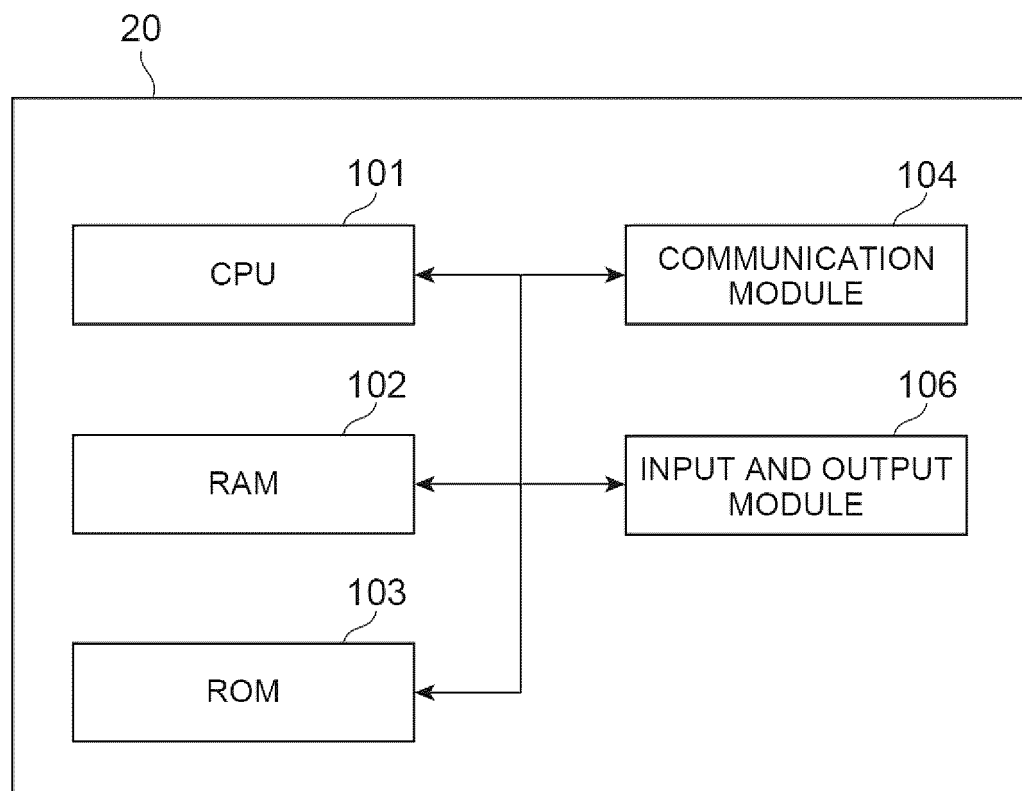 20
101
CPU
104
COMMUNICATION
MODULE
102
RAM
106
INPUT AND OUTPUT
MODULE
103
ROM